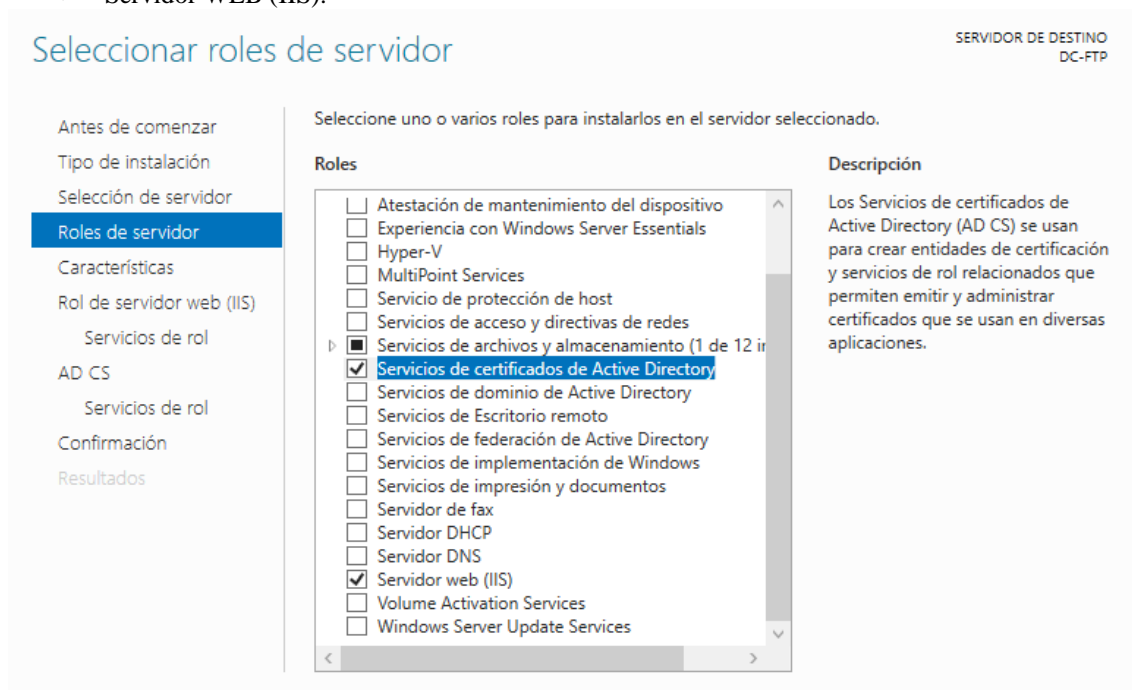 Servidor WEB (IIS).
Seleccionar roles de servidor
SERVIDOR DE DESTINO
DC-FTP
Antes de comenzar
Tipo de instalación
Selección de servidor
Roles de servidor
Características
Rol de servidor web (IIS)
Servicios de rol
AD CS
Servicios de rol
Confirmación
Resultados
Seleccione uno o varios roles para instalarlos en el servidor seleccionado.
Roles
Atestación de mantenimiento del dispositivo
Experiencia con Windows Server Essentials
Hyper-V
MultiPoint Services
Servicio de protección de host
Servicios de acceso y directivas de redes
Servicios de archivos y almacenamiento (1 de 12 in
Servicios de certificados de Active Directory
Servicios de dominio de Active Directory
Servicios de Escritorio remoto
Servicios de federación de Active Directory
Servicios de implementación de Windows
Servicios de impresión y documentos
Servidor de fax
Servidor DHCP
Servidor DNS
Servidor web (IIS)
Volume Activation Services
Windows Server Update Services
Descripción
Los Servicios de certificados de
Active Directory (AD CS) se usan
para crear entidades de certificación
y servicios de rol relacionados que
permiten emitir y administrar
certificados que se usan en diversas
aplicaciones.